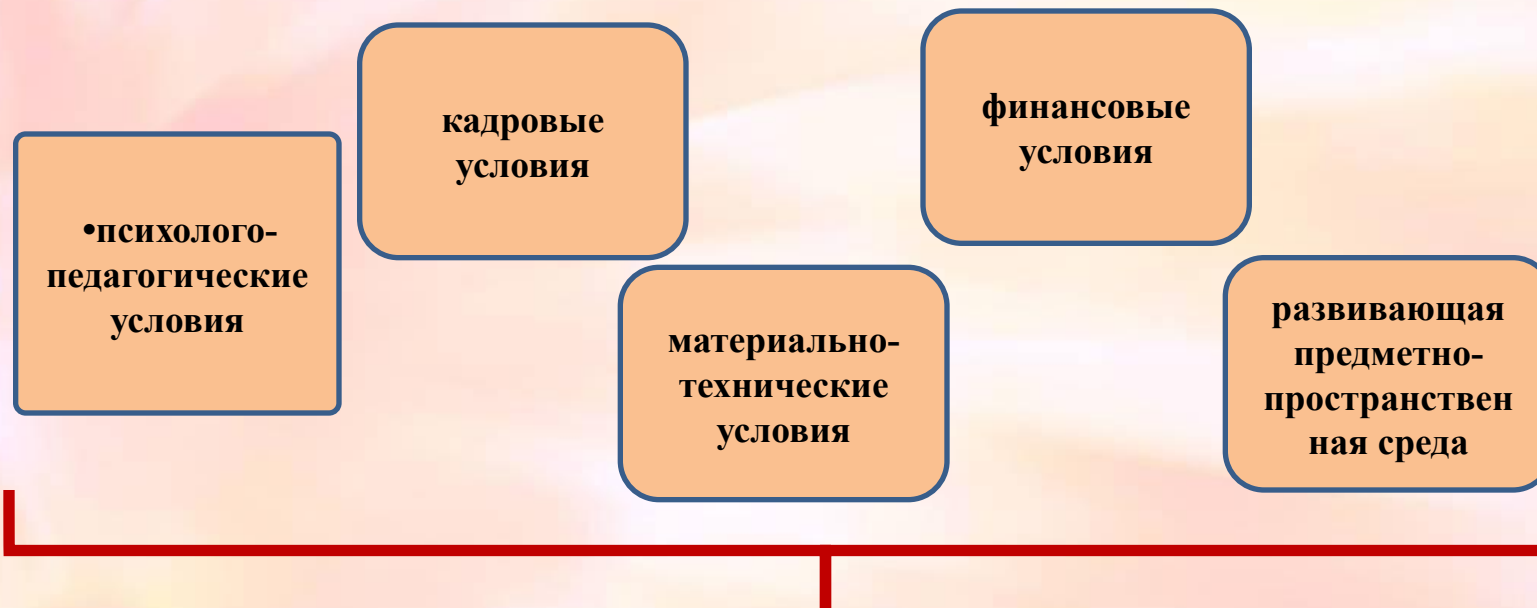 •психолого-
педагогические
условия
кадровые
условия
материально-
технические
условия
финансовые
условия
развивающая
предметно-
пространствен
ная среда